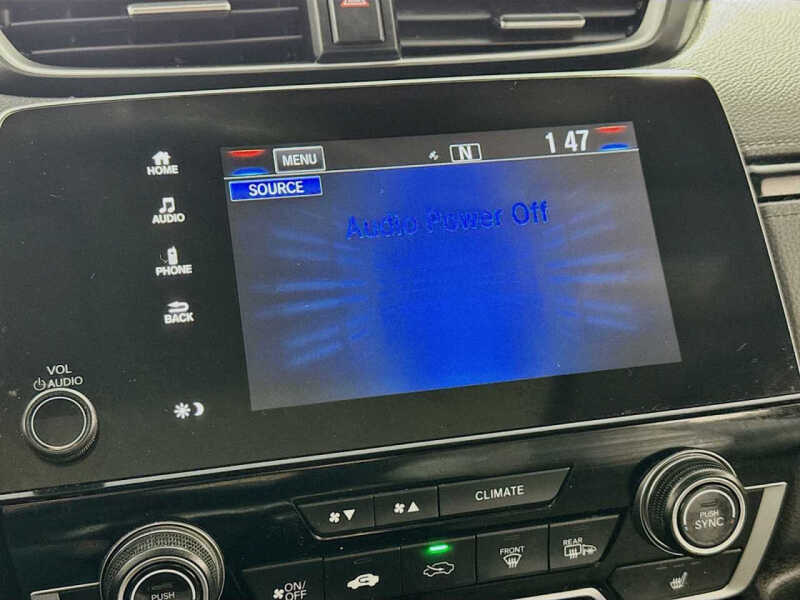 HOME
AUDIO
PHONE
BACK
MENU
N
1 47
SOURCE
Audio Power Off
VOL
AUDIO
CLIMATE
PUSH
SYNC
ON/
OFF
FRONT
REAR
PUSH